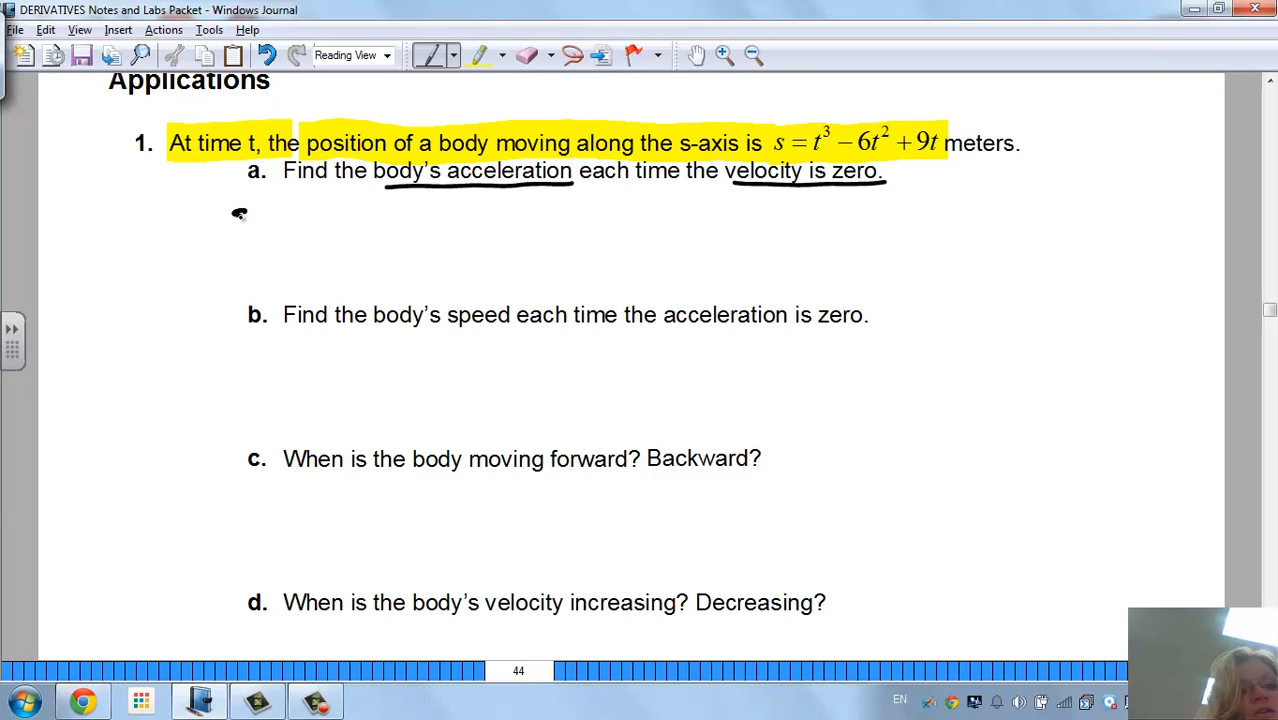 DERIVATIVES Notes and Labs Packet - Windows Journal
File Edit View Insert Actions Tools Help
Reading View
Applications
1. At time t, the position of a body moving along the s-axis is s = t³ − 6t² + 9t meters.
a. Find the body's acceleration each time the velocity is zero.
b. Find the body's speed each time the acceleration is zero.
c. When is the body moving forward? Backward?
d. When is the body's velocity increasing? Decreasing?
44
EN